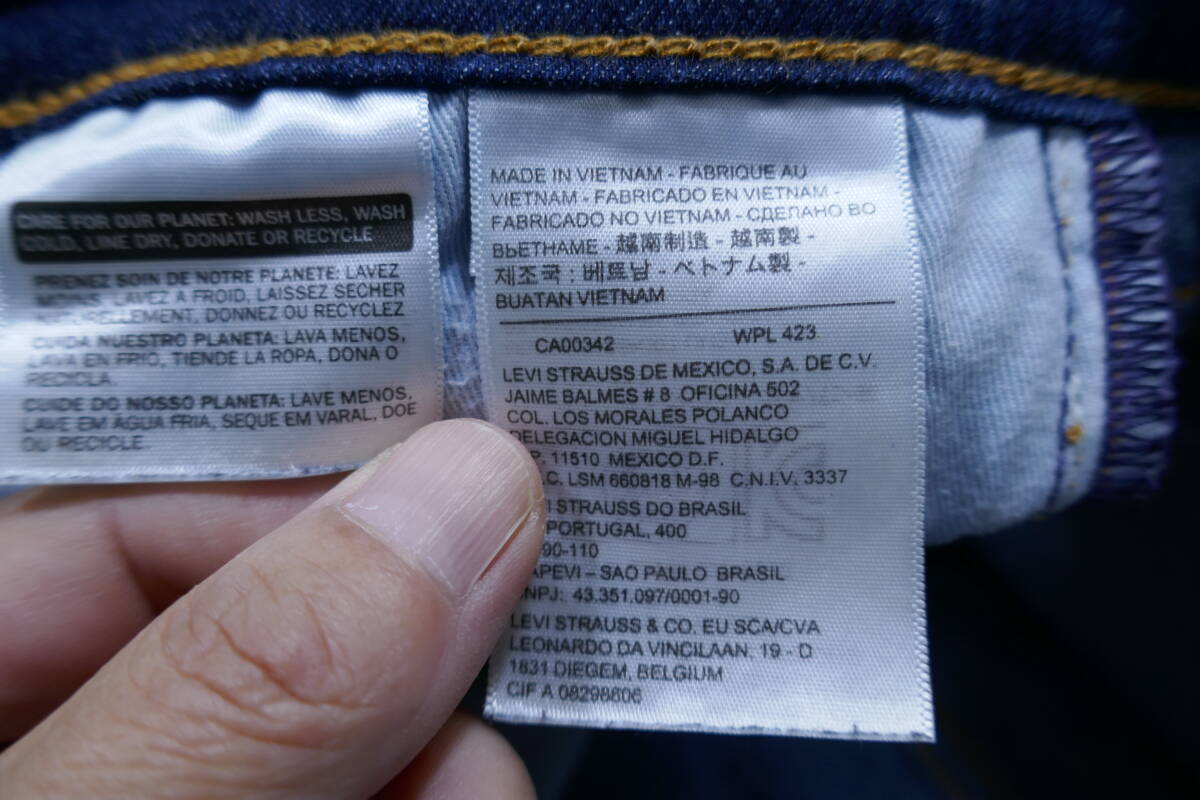 CARE FOR OUR PLANET: WASH LESS, WASH
COLD, LINE DRY, DONATE OR RECYCLE
PRENEZ SOIN DE NOTRE PLANETE: LAVEZ
MOINS, LAVEZ A FROID, LAISSEZ SECHER
NATURELLEMENT, DONNEZ OU RECYCLEZ
CUIDA NUESTRO PLANETA: LAVA MENOS,
LAVA EN FRIO, TIENDE LA ROPA, DONA O
RECICLA.
CUIDE DO NOSSO PLANETA: LAVE MENOS,
LAVE EM AGUA FRIA, SEQUE EM VARAL, DOE
OU RECICLE.
MADE IN VIETNAM - FABRIQUE AU
VIETNAM - FABRICADO EN VIETNAM -
FABRICADO NO VIETNAM - СДЕЛАНО ВО
ВЬЕТНАМЕ - 越南制造 - 越南製 -
제조국 : 베트남 - ベトナム製 -
BUATAN VIETNAM
CA00342 WPL 423
LEVI STRAUSS DE MEXICO, S.A. DE C.V.
JAIME BALMES # 8 OFICINA 502
COL. LOS MORALES POLANCO
DELEGACION MIGUEL HIDALGO
P. 11510 MEXICO D.F.
C. LSM 660818 M-98 C.N.I.V. 3337
I STRAUSS DO BRASIL
PORTUGAL, 400
90-110
APEVI – SAO PAULO BRASIL
NPJ: 43.351.097/0001-90
LEVI STRAUSS & CO. EU SCA/CVA
LEONARDO DA VINCILAAN, 19 - D
1831 DIEGEM, BELGIUM
CIF A 08298606